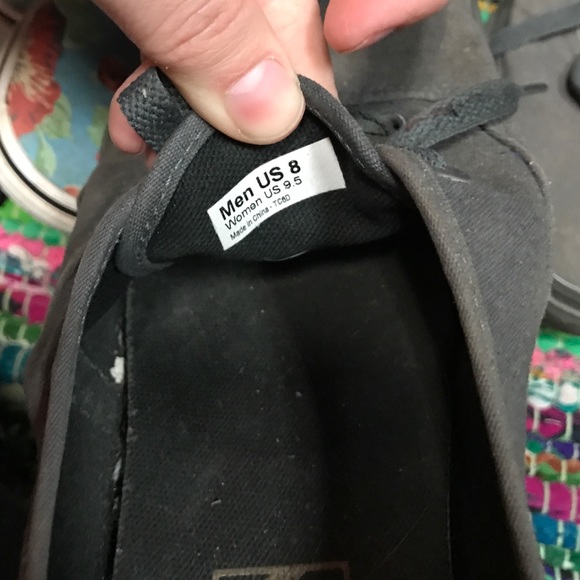 Men US 8
Women US 9.5
Made in China - TC6D